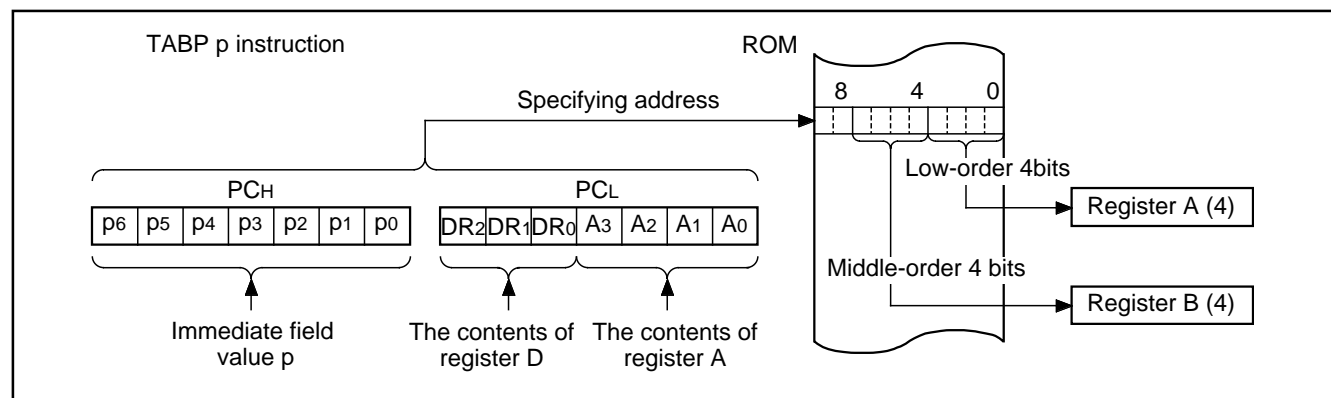 TABP p instruction
ROM
8 4 0
Specifying address
Low-order 4bits
PCH PCL
p6 p5 p4 p3 p2 p1 p0 DR2 DR1 DR0 A3 A2 A1 A0
Register A (4)
Middle-order 4 bits
Register B (4)
Immediate field
value p
The contents of
register D
The contents of
register A